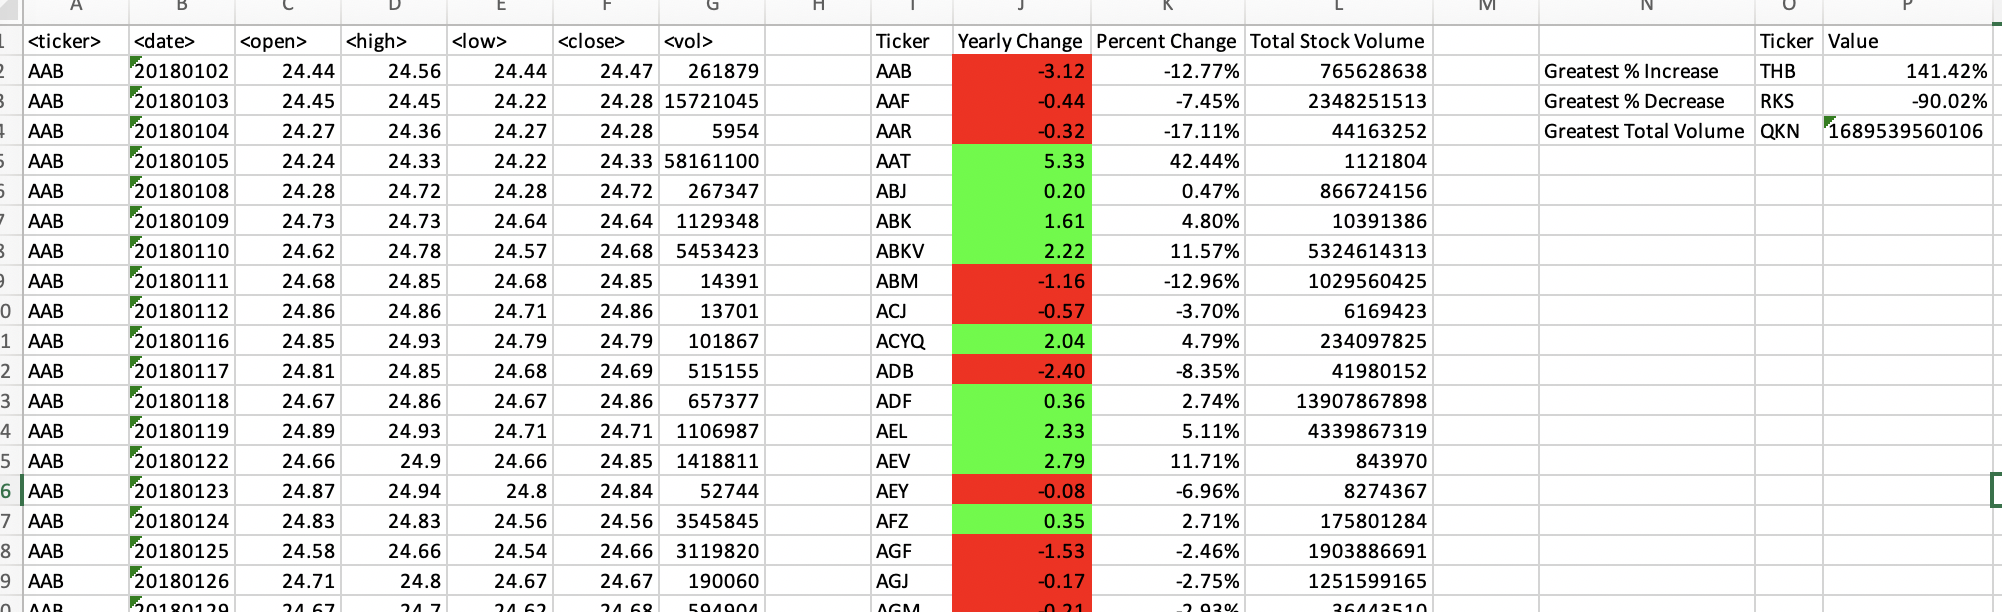 A B C D E F G H I J K L M N O P
1 <ticker> <date> <open> <high> <low> <close> <vol> Ticker Yearly Change Percent Change Total Stock Volume Ticker Value
2 AAB 20180102 24.44 24.56 24.44 24.47 261879 AAB -3.12 -12.77% 765628638 Greatest % Increase THB 141.42%
3 AAB 20180103 24.45 24.45 24.22 24.28 15721045 AAF -0.44 -7.45% 2348251513 Greatest % Decrease RKS -90.02%
4 AAB 20180104 24.27 24.36 24.27 24.28 5954 AAR -0.32 -17.11% 44163252 Greatest Total Volume QKN 1689539560106
5 AAB 20180105 24.24 24.33 24.22 24.33 58161100 AAT 5.33 42.44% 1121804
6 AAB 20180108 24.28 24.72 24.28 24.72 267347 ABJ 0.20 0.47% 866724156
7 AAB 20180109 24.73 24.73 24.64 24.64 1129348 ABK 1.61 4.80% 10391386
8 AAB 20180110 24.62 24.78 24.57 24.68 5453423 ABKV 2.22 11.57% 5324614313
9 AAB 20180111 24.68 24.85 24.68 24.85 14391 ABM -1.16 -12.96% 1029560425
0 AAB 20180112 24.86 24.86 24.71 24.86 13701 ACJ -0.57 -3.70% 6169423
1 AAB 20180116 24.85 24.93 24.79 24.79 101867 ACYQ 2.04 4.79% 234097825
2 AAB 20180117 24.81 24.85 24.68 24.69 515155 ADB -2.40 -8.35% 41980152
3 AAB 20180118 24.67 24.86 24.67 24.86 657377 ADF 0.36 2.74% 13907867898
4 AAB 20180119 24.89 24.93 24.71 24.71 1106987 AEL 2.33 5.11% 4339867319
5 AAB 20180122 24.66 24.9 24.66 24.85 1418811 AEV 2.79 11.71% 843970
6 AAB 20180123 24.87 24.94 24.8 24.84 52744 AEY -0.08 -6.96% 8274367
7 AAB 20180124 24.83 24.83 24.56 24.56 3545845 AFZ 0.35 2.71% 175801284
8 AAB 20180125 24.58 24.66 24.54 24.66 3119820 AGF -1.53 -2.46% 1903886691
9 AAB 20180126 24.71 24.8 24.67 24.67 190060 AGJ -0.17 -2.75% 1251599165
0 AAB 20180129 24.67 24.7 24.62 24.68 594904 AGM -0.21 -2.93% 36443510